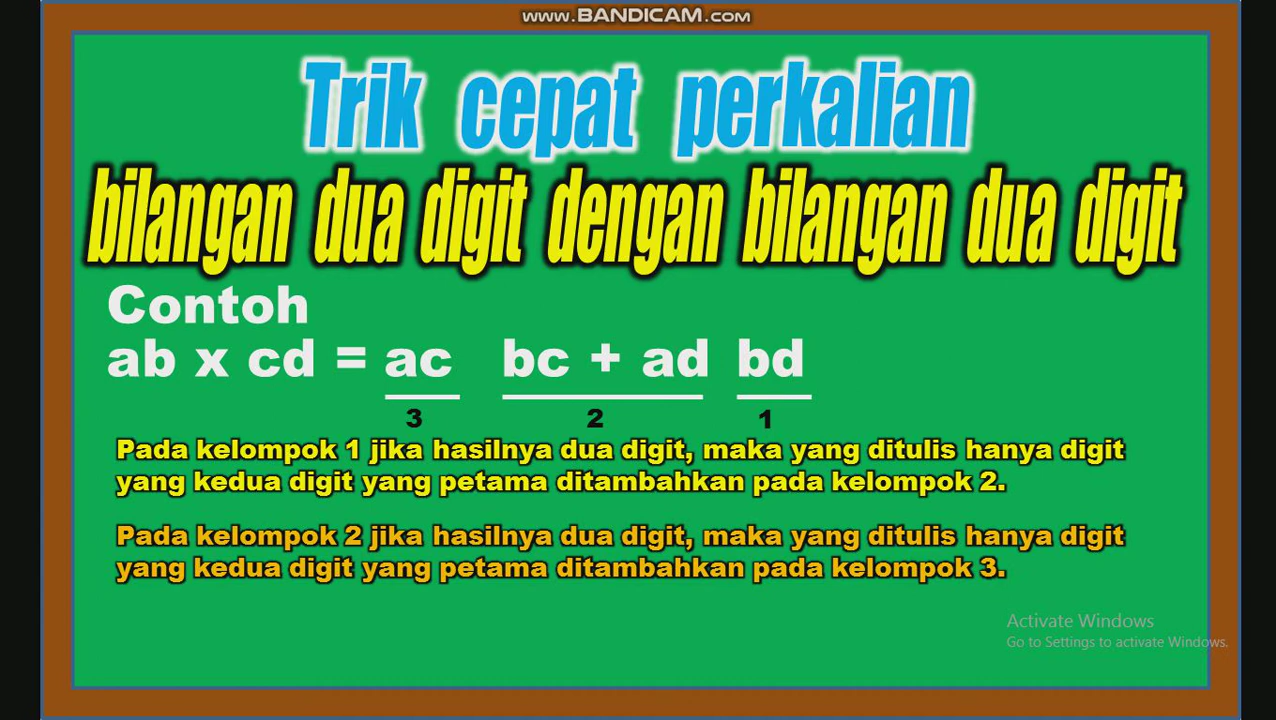 www.BANDICAM.com
Trik cepat perkalian
bilangan dua digit dengan bilangan dua digit
Contoh
ab x cd = ac bc + ad bd
3 2 1
Pada kelompok 1 jika hasilnya dua digit, maka yang ditulis hanya digit
yang kedua digit yang petama ditambahkan pada kelompok 2.
Pada kelompok 2 jika hasilnya dua digit, maka yang ditulis hanya digit
yang kedua digit yang petama ditambahkan pada kelompok 3.
Activate Windows
Go to Settings to activate Windows.